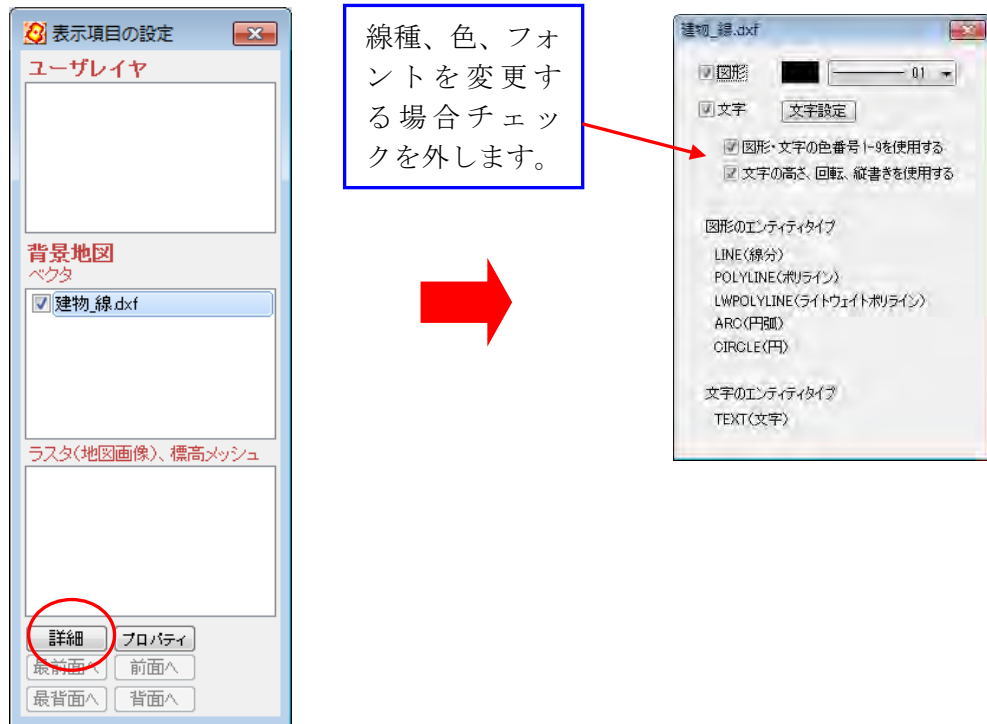 表示項目の設定
ユーザレイヤ
背景地図
ベクタ
建物_線.dxf
ラスタ(地図画像)、標高メッシュ
詳細 プロパティ
最前面へ 前面へ
最背面へ 背面へ
線種、色、フォ
ントを変更す
る場合チェッ
クを外します。
建物_線.dxf
図形 01
文字 文字設定
図形・文字の色番号1-9を使用する
文字の高さ、回転、縦書きを使用する
図形のエンティティタイプ
LINE(線分)
POLYLINE(ポリライン)
LWPOLYLINE(ライトウェイトポリライン)
ARC(円弧)
CIRCLE(円)
文字のエンティティタイプ
TEXT(文字)